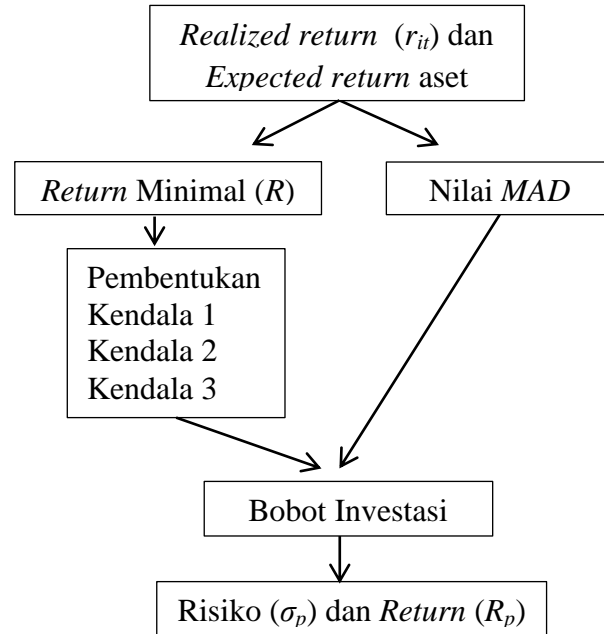 Realized return (rit) dan
Expected return aset
Return Minimal (R)
Nilai MAD
Pembentukan
Kendala 1
Kendala 2
Kendala 3
Bobot Investasi
Risiko (σp) dan Return (Rp)